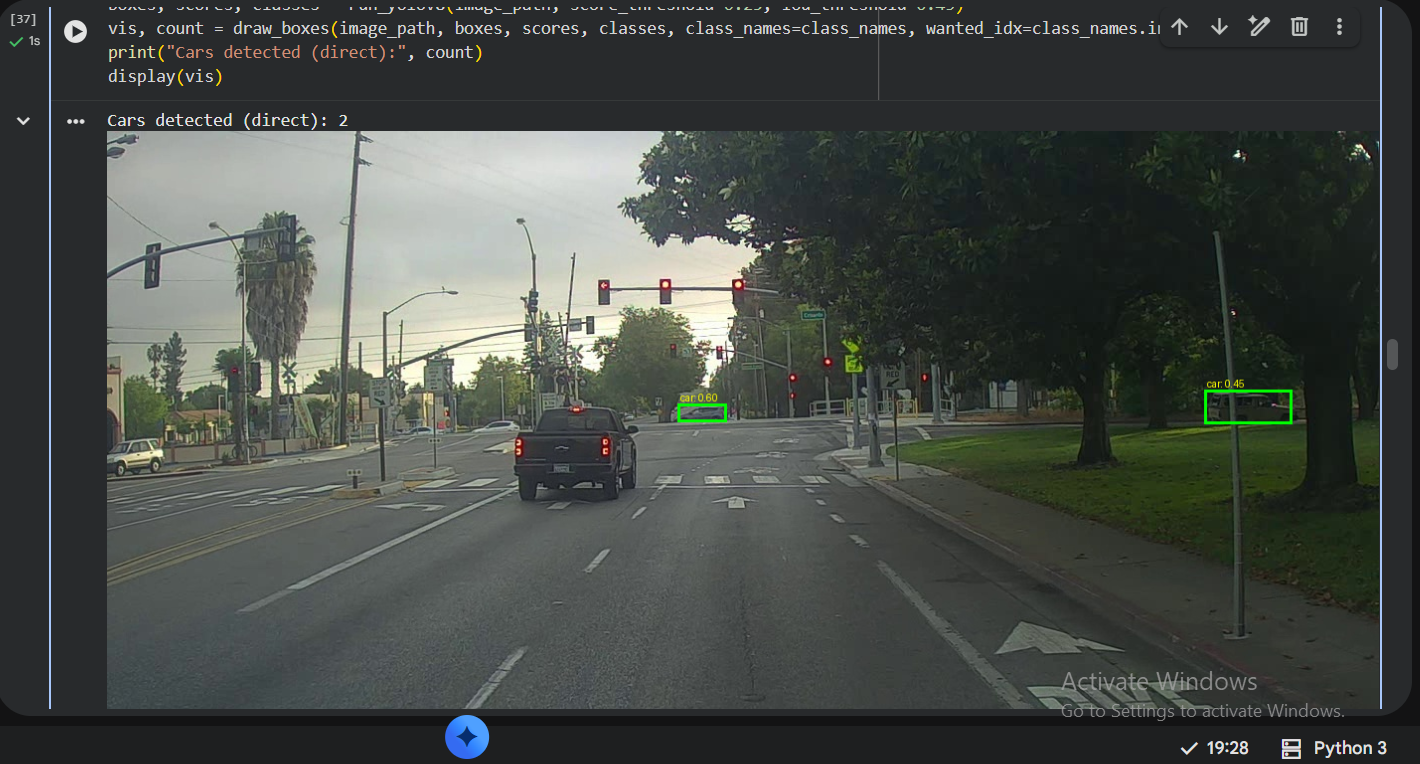 [37]
1s
vis, count = draw_boxes(image_path, boxes, scores, classes, class_names=class_names, wanted_idx=class_names.i
print("Cars detected (direct):", count)
display(vis)
Cars detected (direct): 2
car: 0.60
car: 0.45
RED
Activate Windows
Go to Settings to activate Windows.
19:28
Python 3